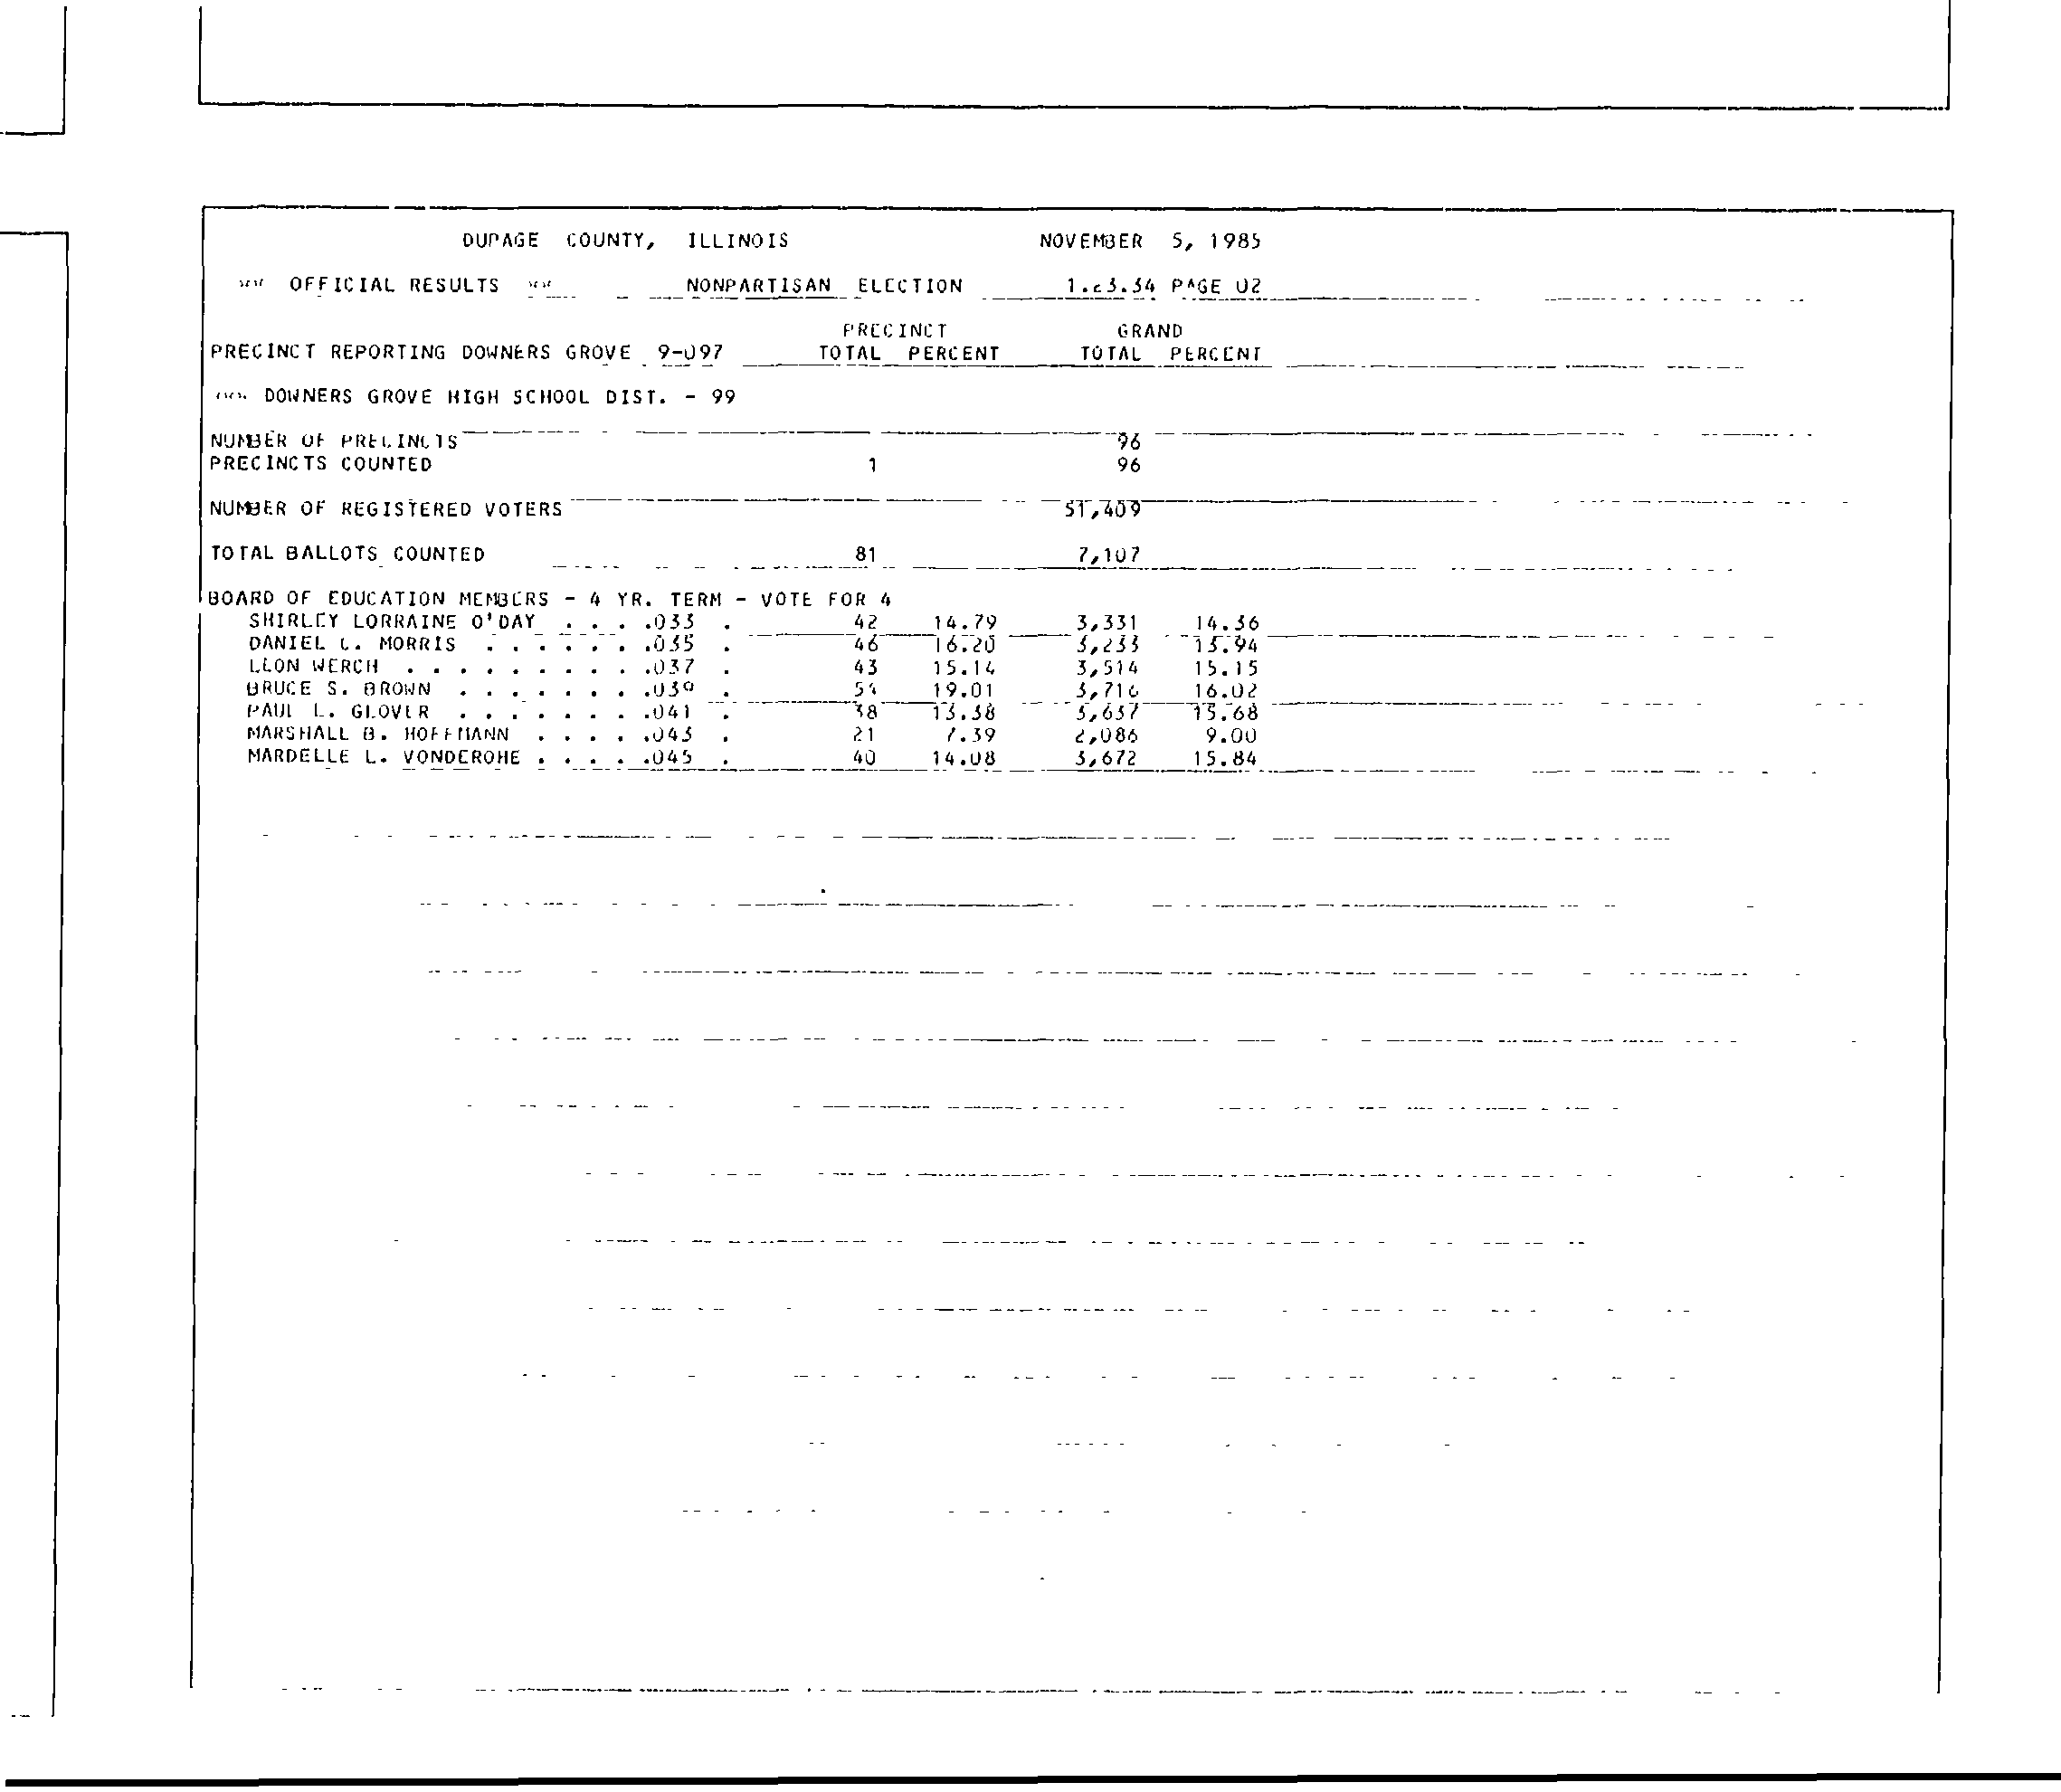 DUPAGE COUNTY, ILLINOIS NOVEMBER 5, 1985
** OFFICIAL RESULTS ** NONPARTISAN ELECTION PAGE 02
PRECINCT GRAND
PRECINCT REPORTING DOWNERS GROVE 9-097 TOTAL PERCENT TOTAL PERCENT
*** DOWNERS GROVE HIGH SCHOOL DIST. - 99
NUMBER OF PRECINCTS 96
PRECINCTS COUNTED 1 96
NUMBER OF REGISTERED VOTERS 51,409
TOTAL BALLOTS COUNTED 81 7,107
BOARD OF EDUCATION MEMBERS - 4 YR. TERM - VOTE FOR 4
SHIRLEY LORRAINE O'DAY . . . .033 . 42 14.79 3,331 14.36
DANIEL C. MORRIS . . . . . . .035 . 46 16.20 3,233 13.94
LEON WERCH . . . . . . . . . .037 . 43 15.14 3,514 15.15
BRUCE S. BROWN . . . . . . . .039 . 54 19.01 3,716 16.02
PAUL L. GLOVER . . . . . . . .041 . 38 13.38 3,637 15.68
MARSHALL B. HOFFMANN . . . . .043 . 21 7.39 2,086 9.00
MARDELLE L. VONDEROHE . . . . .045 . 40 14.08 3,672 15.84